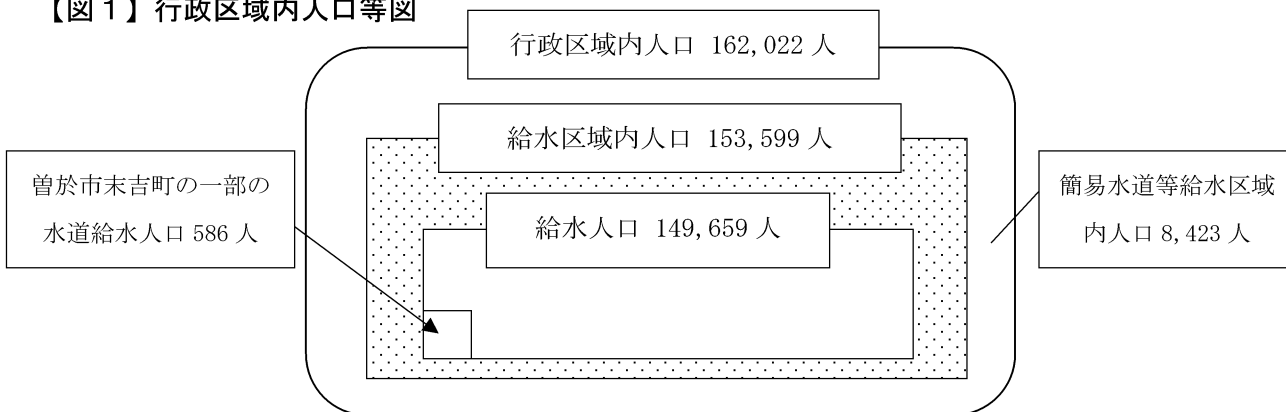 【図１】行政区域内人口等図
行政区域内人口 162,022 人
給水区域内人口 153,599 人
曽於市末吉町の一部の
水道給水人口 586 人
給水人口 149,659 人
簡易水道等給水区域
内人口 8,423 人